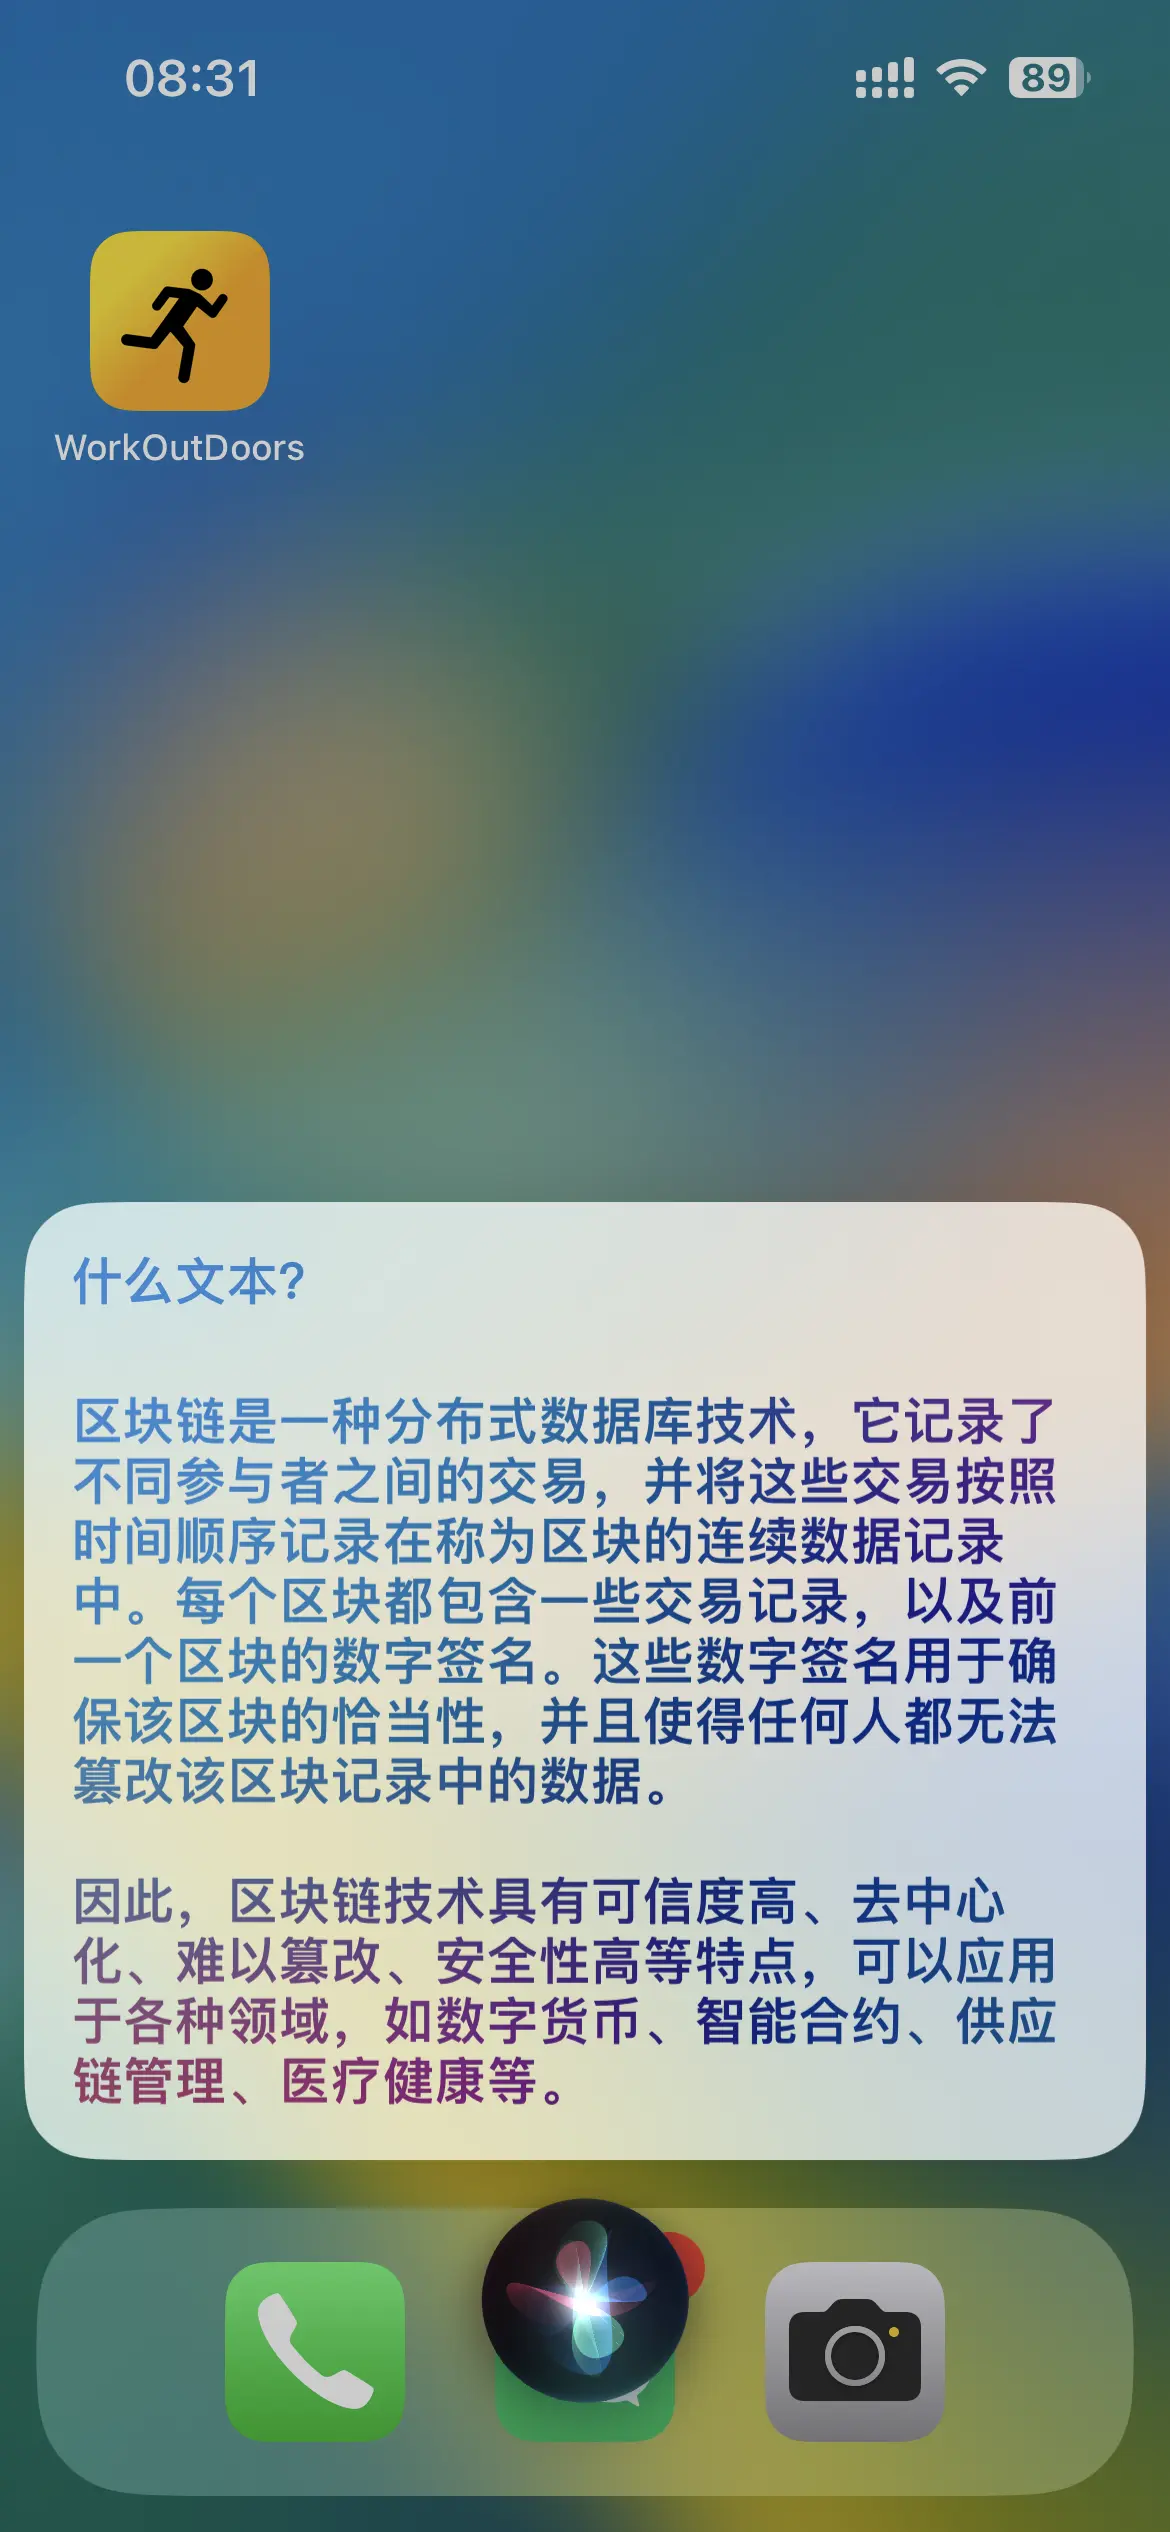 08:31
89
WorkOutDoors
什么文本?
区块链是一种分布式数据库技术，它记录了
不同参与者之间的交易，并将这些交易按照
时间顺序记录在称为区块的连续数据记录
中。每个区块都包含一些交易记录，以及前
一个区块的数字签名。这些数字签名用于确
保该区块的恰当性，并且使得任何人都无法
篡改该区块记录中的数据。
因此，区块链技术具有可信度高、去中心
化、难以篡改、安全性高等特点，可以应用
于各种领域，如数字货币、智能合约、供应
链管理、医疗健康等。